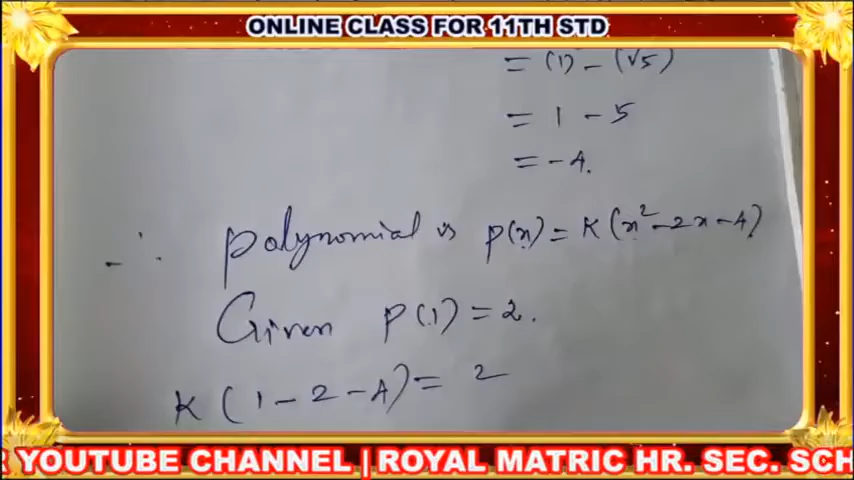 ONLINE CLASS FOR 11TH STD
= (1) - (√5)
= 1 - 5
= -4.
∴ polynomial is p(x) = K(x² - 2x - 4)
Given p(1) = 2.
K(1 - 2 - 4) = 2
YOUTUBE CHANNEL | ROYAL MATRIC HR. SEC. SCH